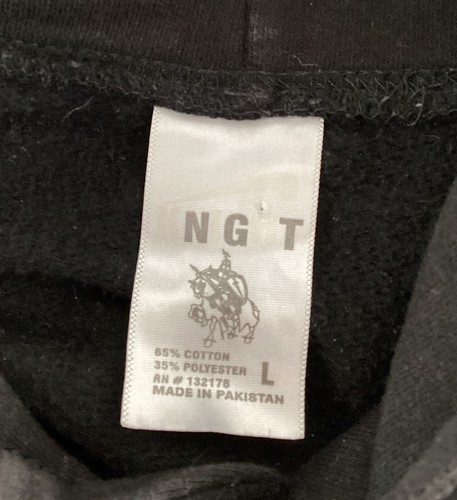 NGT
65% COTTON
35% POLYESTER
L
RN # 132176
MADE IN PAKISTAN